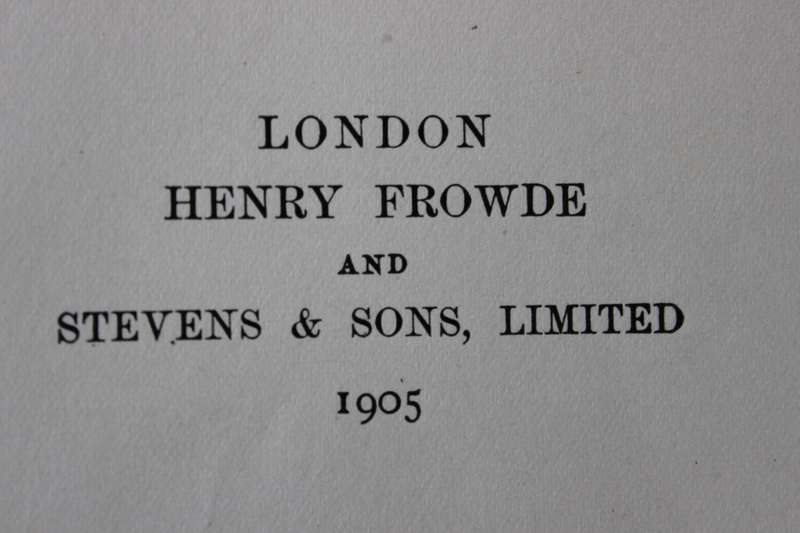 LONDON
HENRY FROWDE
AND
STEVENS & SONS, LIMITED
1905